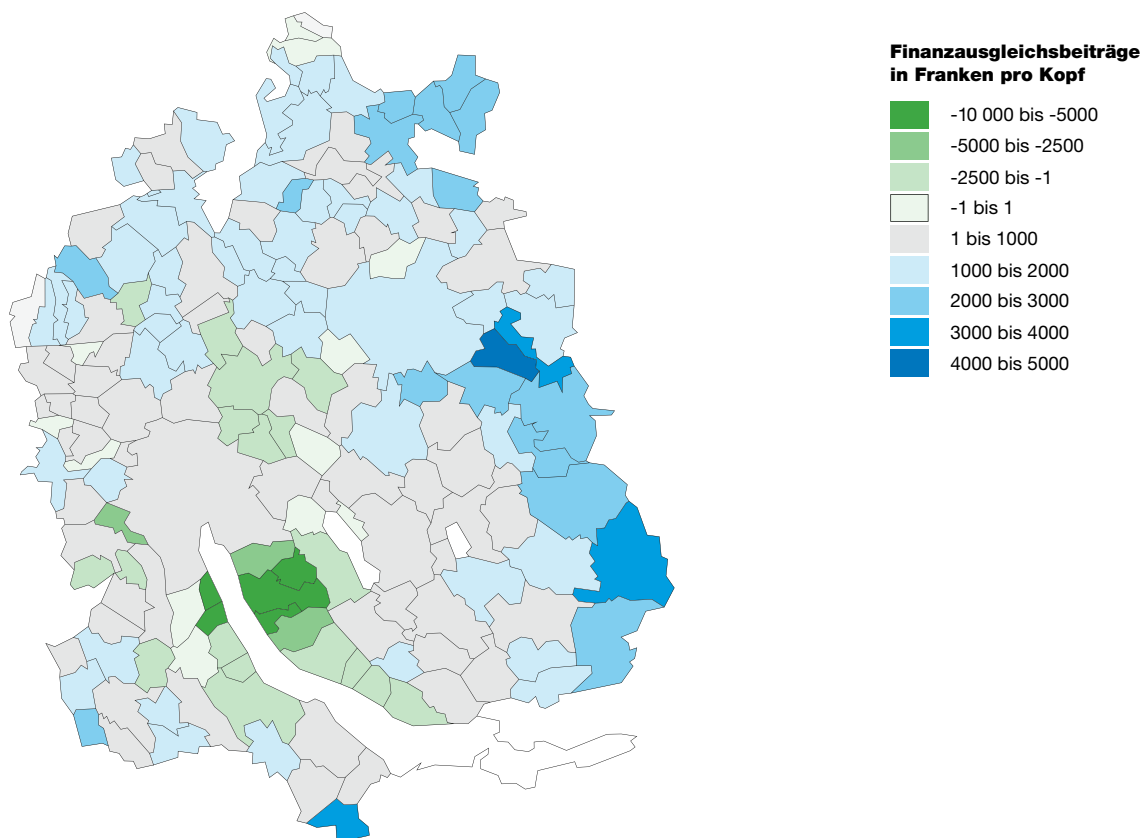 Finanzausgleichsbeiträge
in Franken pro Kopf
-10 000 bis -5000
-5000 bis -2500
-2500 bis -1
-1 bis 1
1 bis 1000
1000 bis 2000
2000 bis 3000
3000 bis 4000
4000 bis 5000